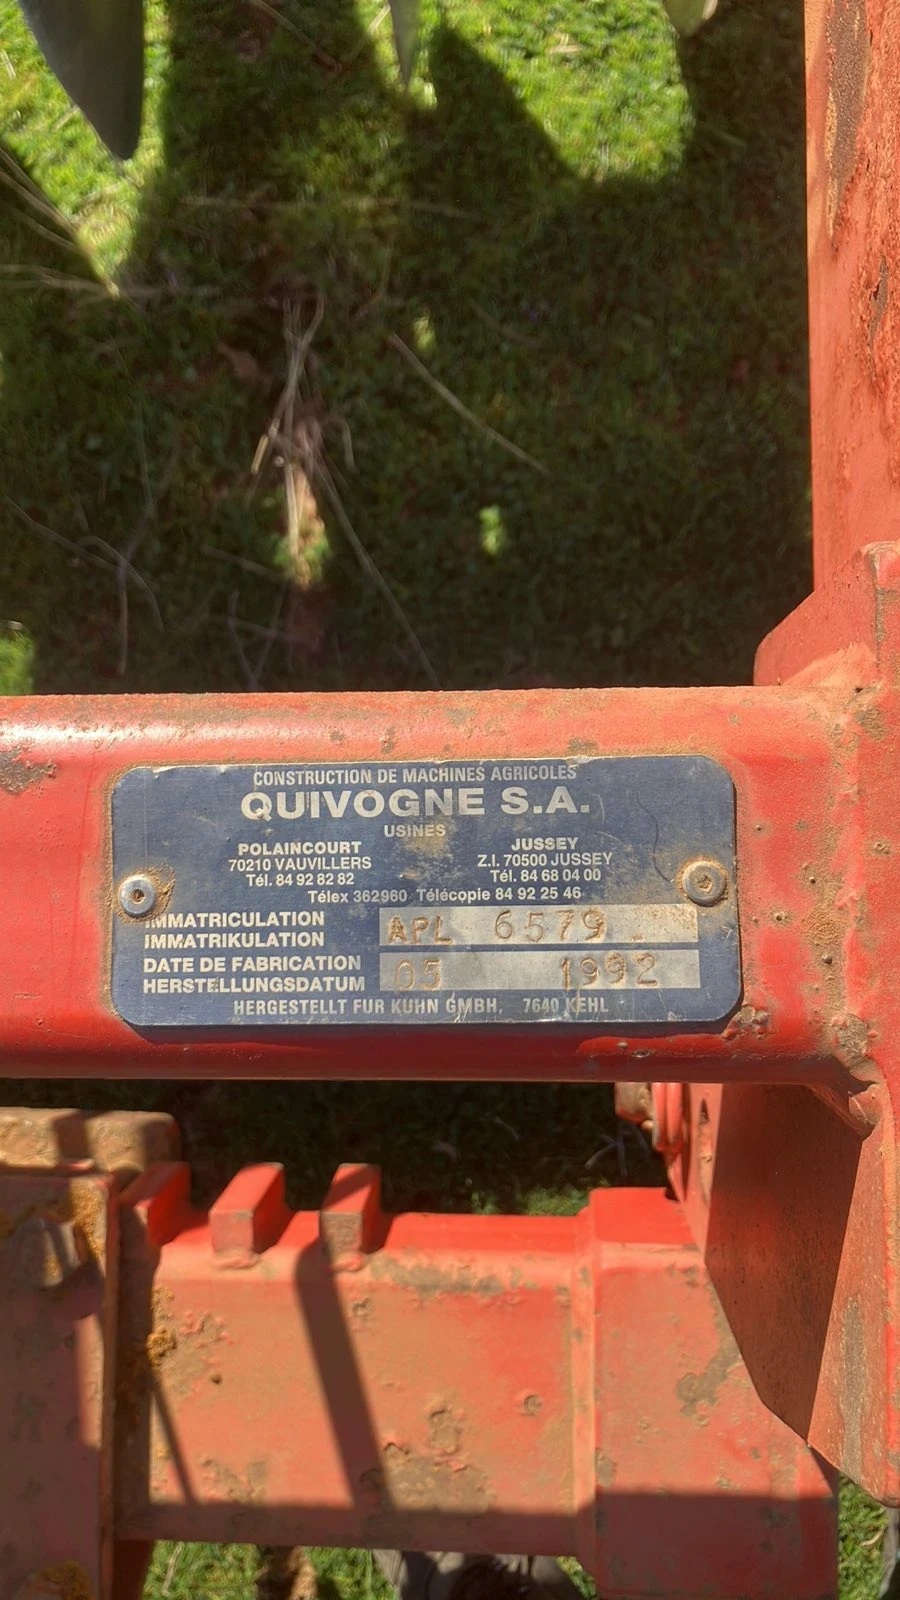 CONSTRUCTION DE MACHINES AGRICOLES
QUIVOGNE S.A.
USINES
POLAINCOURT
70210 VAUVILLERS
Tél. 84 92 82 82
JUSSEY
Z.I. 70500 JUSSEY
Tél. 84 68 04 00
Télex 362960 Télécopie 84 92 25 46
IMMATRICULATION
IMMATRIKULATION
APL 6579
DATE DE FABRICATION
HERSTELLUNGSDATUM
05 1992
HERGESTELLT FUR KUHN GMBH, 7640 KEHL